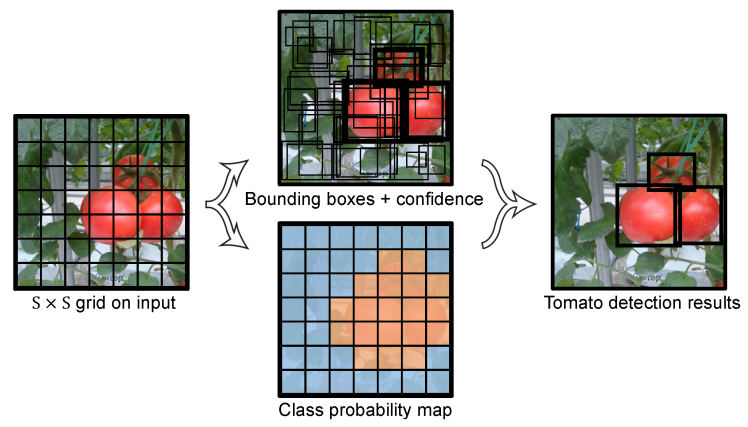 Bounding boxes + confidence
S × S grid on input
Tomato detection results
Class probability map